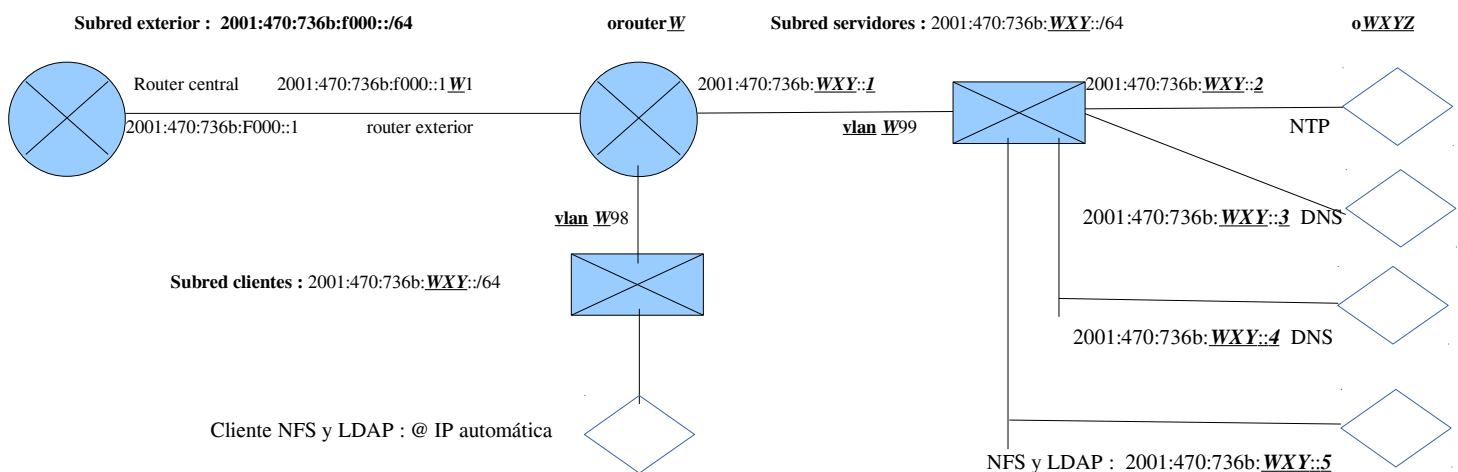 Subred exterior : 2001:470:736b:f000::/64
orouterW
Subred servidores : 2001:470:736b:WXY::/64
oWXYZ
Router central
2001:470:736b:f000::1W1
2001:470:736b:WXY::1
2001:470:736b:WXY::2
2001:470:736b:F000::1
router exterior
vlan W99
NTP
vlan W98
2001:470:736b:WXY::3 DNS
Subred clientes : 2001:470:736b:WXY::/64
2001:470:736b:WXY::4 DNS
Cliente NFS y LDAP : @ IP automática
NFS y LDAP : 2001:470:736b:WXY::5